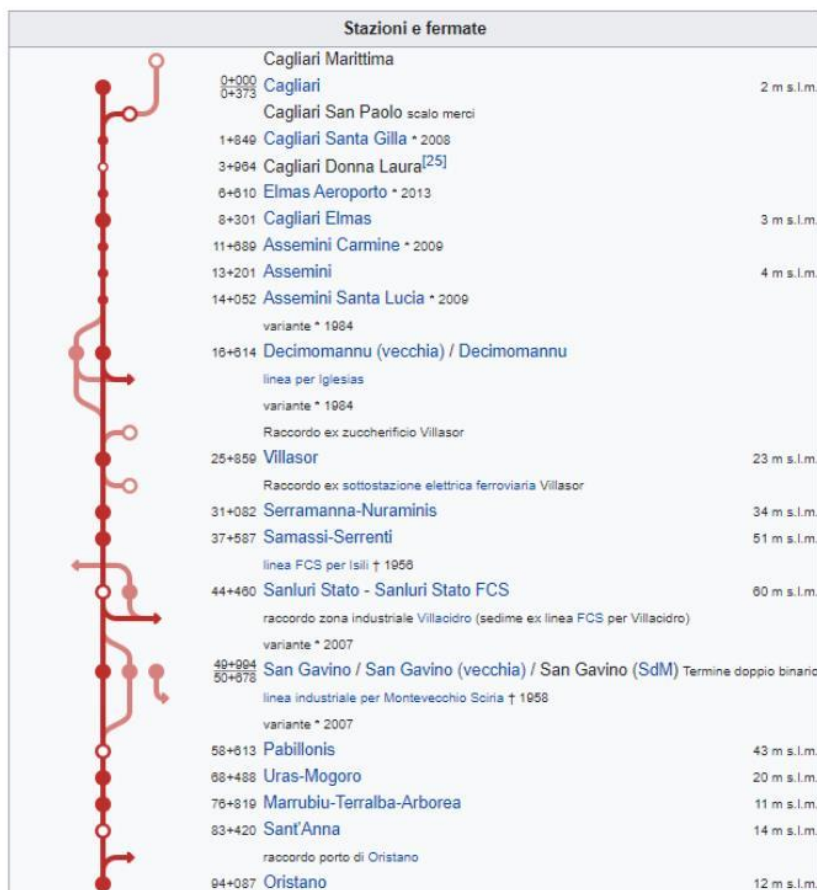 Stazioni e fermate
Cagliari Marittima
0+000
0+373 Cagliari 2 m s.l.m.
Cagliari San Paolo scalo merci
1+849 Cagliari Santa Gilla * 2008
3+964 Cagliari Donna Laura[25]
6+610 Elmas Aeroporto * 2013
8+301 Cagliari Elmas 3 m s.l.m.
11+689 Assemini Carmine * 2009
13+201 Assemini 4 m s.l.m.
14+052 Assemini Santa Lucia * 2009
variante * 1984
16+614 Decimomannu (vecchia) / Decimomannu
linea per Iglesias
variante * 1984
Raccordo ex zuccherificio Villasor
25+859 Villasor 23 m s.l.m.
Raccordo ex sottostazione elettrica ferroviaria Villasor
31+082 Serramanna-Nuraminis 34 m s.l.m.
37+587 Samassi-Serrenti 51 m s.l.m.
linea FCS per Isili † 1956
44+460 Sanluri Stato - Sanluri Stato FCS 60 m s.l.m.
raccordo zona industriale Villacidro (sedime ex linea FCS per Villacidro)
variante * 2007
49+994
50+678 San Gavino / San Gavino (vecchia) / San Gavino (SdM) Termine doppio binario
linea industriale per Montevecchio Sciria † 1958
variante * 2007
58+613 Pabillonis 43 m s.l.m.
68+488 Uras-Mogoro 20 m s.l.m.
76+819 Marrubiu-Terralba-Arborea 11 m s.l.m.
83+420 Sant'Anna 14 m s.l.m.
raccordo porto di Oristano
94+087 Oristano 12 m s.l.m.